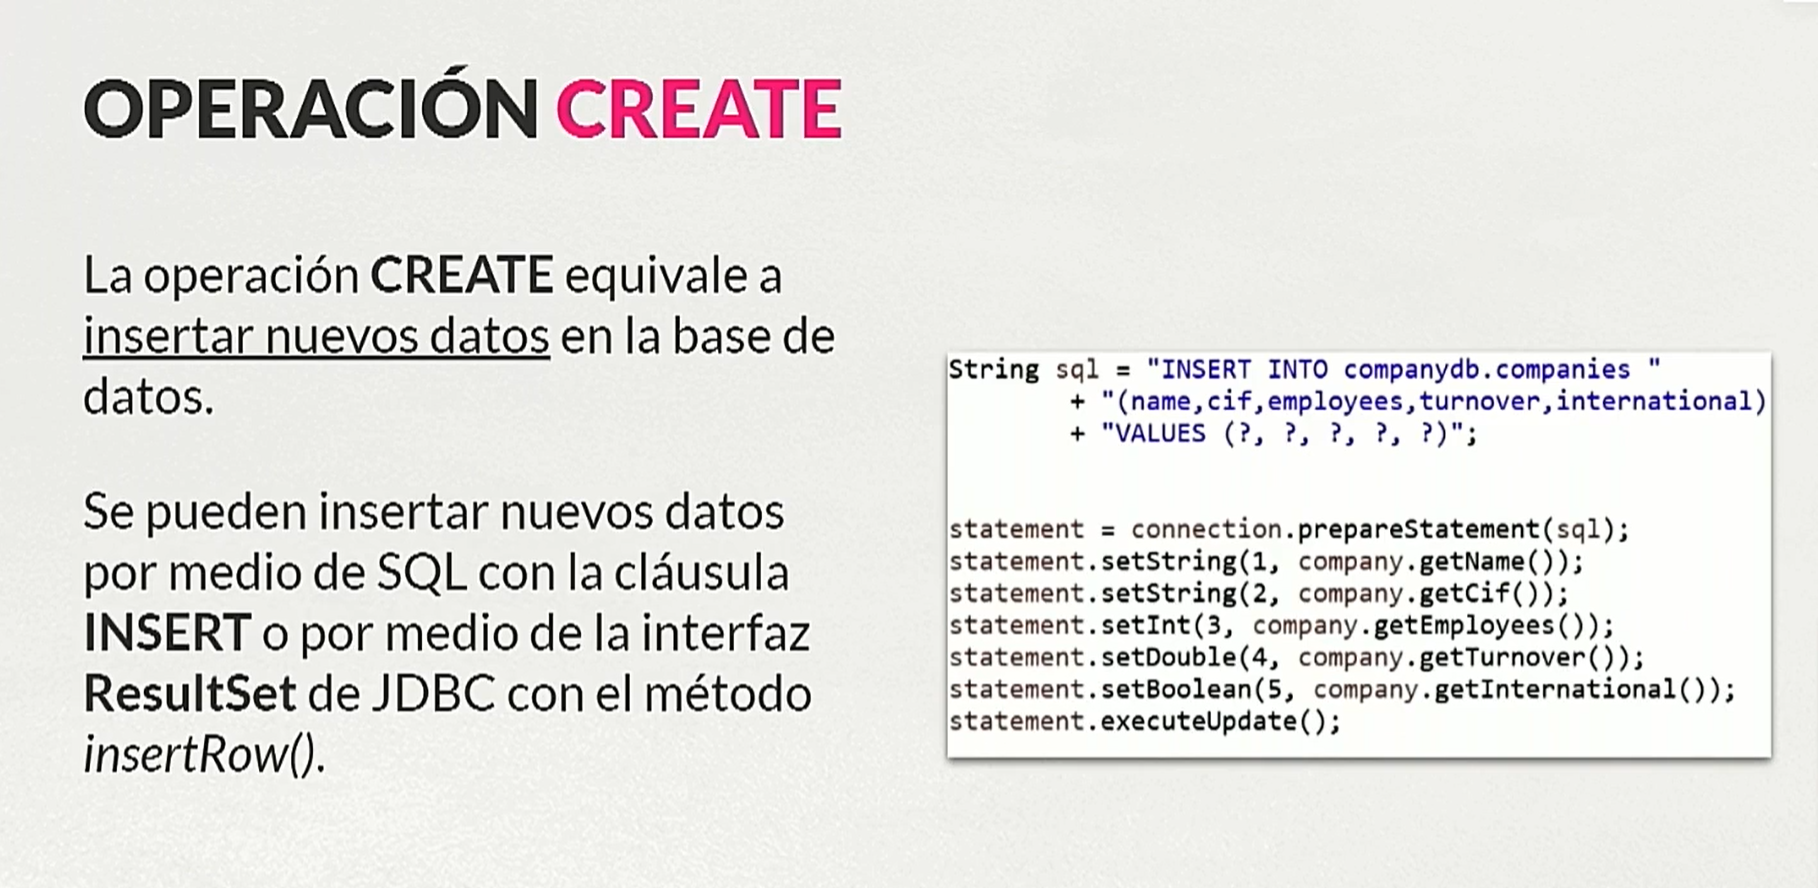 OPERACIÓN CREATE
La operación CREATE equivale a
insertar nuevos datos en la base de
datos.
Se pueden insertar nuevos datos
por medio de SQL con la cláusula
INSERT o por medio de la interfaz
ResultSet de JDBC con el método
insertRow().
String sql = "INSERT INTO companydb.companies "
+ "(name,cif,employees,turnover,international)
+ "VALUES (?, ?, ?, ?, ?)";
statement = connection.prepareStatement(sql);
statement.setString(1, company.getName());
statement.setString(2, company.getCif());
statement.setInt(3, company.getEmployees());
statement.setDouble(4, company.getTurnover());
statement.setBoolean(5, company.getInternational());
statement.executeUpdate();